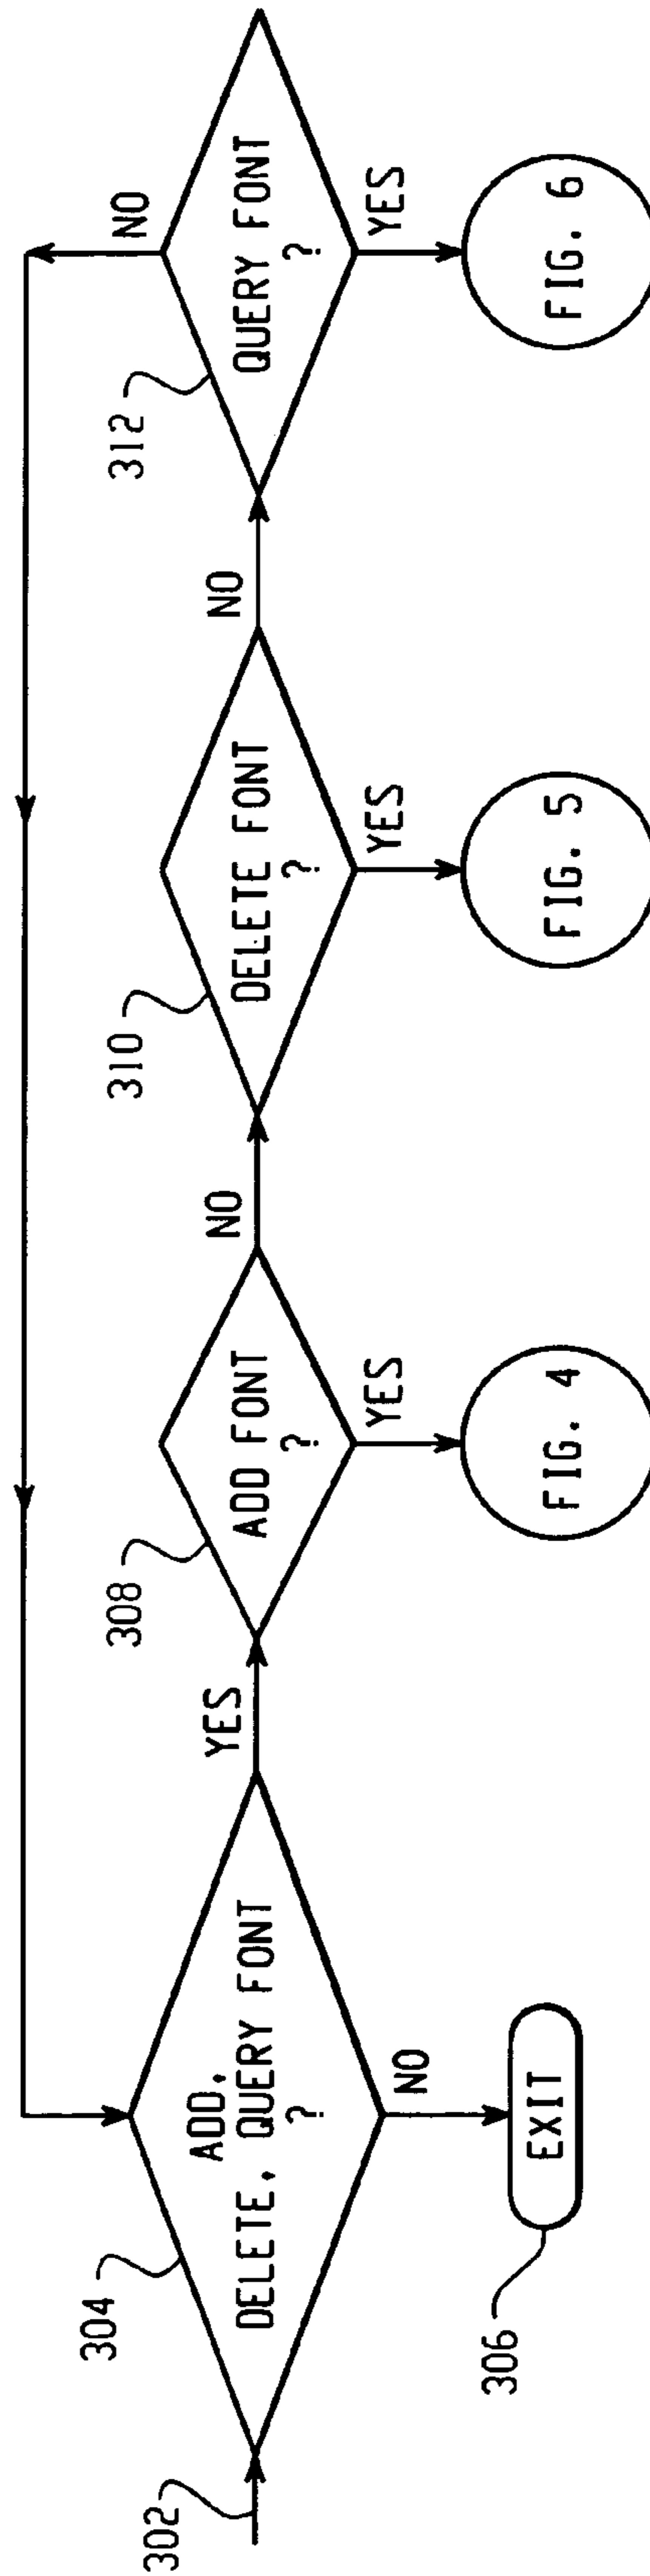 302
304
ADD,
DELETE, QUERY FONT
?
NO
306
EXIT
YES
308
ADD FONT
?
YES
FIG. 4
NO
310
DELETE FONT
?
YES
FIG. 5
NO
312
QUERY FONT
?
NO
YES
FIG. 6